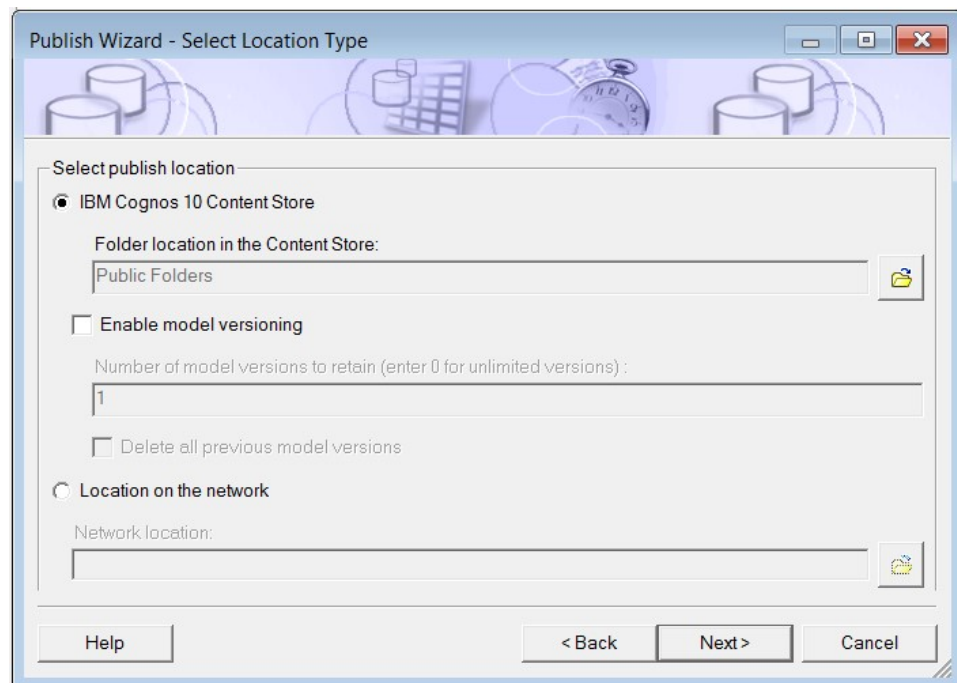 Publish Wizard - Select Location Type
Select publish location
IBM Cognos 10 Content Store
Folder location in the Content Store:
Public Folders
Enable model versioning
Number of model versions to retain (enter 0 for unlimited versions) :
1
Delete all previous model versions
Location on the network
Network location:
Help
< Back
Next >
Cancel